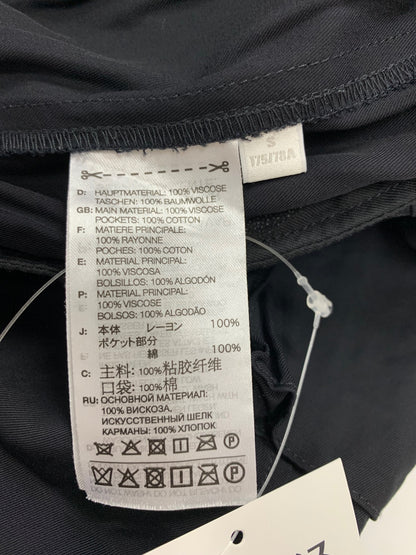 S
175/78A
D: HAUPTMATERIAL: 100% VISCOSE
TASCHEN: 100% BAUMWOLLE
GB: MAIN MATERIAL: 100% VISCOSE
POCKETS: 100% COTTON
F: MATIERE PRINCIPALE:
100% RAYONNE
POCHES: 100% COTON
E: MATERIAL PRINCIPAL:
100% VISCOSA
BOLSILLOS: 100% ALGODÓN
P: MATERIAL PRINCIPAL:
100% VISCOSE
BOLSOS: 100% ALGODÃO
J: 本体 レーヨン 100%
ポケット部分
綿 100%
C: 主料: 100%粘胶纤维
口袋: 100%棉
RU: ОСНОВНОЙ МАТЕРИАЛ:
100% ВИСКОЗА.
ИСКУССТВЕННЫЙ ШЕЛК
КАРМАНЫ: 100% ХЛОПОК